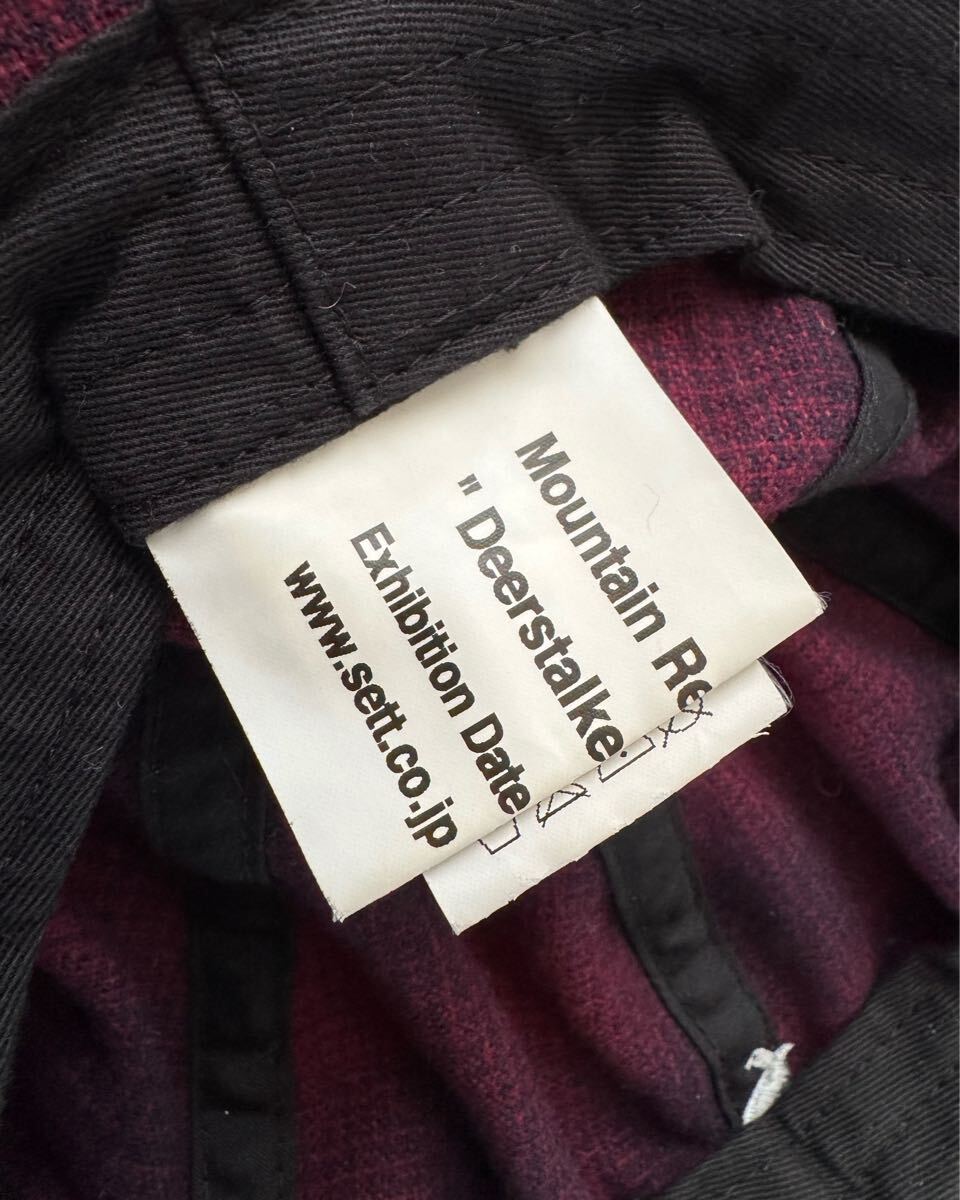 Mountain Re
" Deerstalke
Exhibition Date
www.sett.co.jp